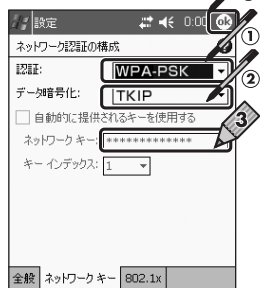 設定 0:00 ok
ネットワーク認証の構成 ?
認証: WPA-PSK ①
データ暗号化: TKIP ②
自動的に提供されるキーを使用する
ネットワーク キー: ************* 3
キー インデックス: 1
全般 ネットワーク キー 802.1x